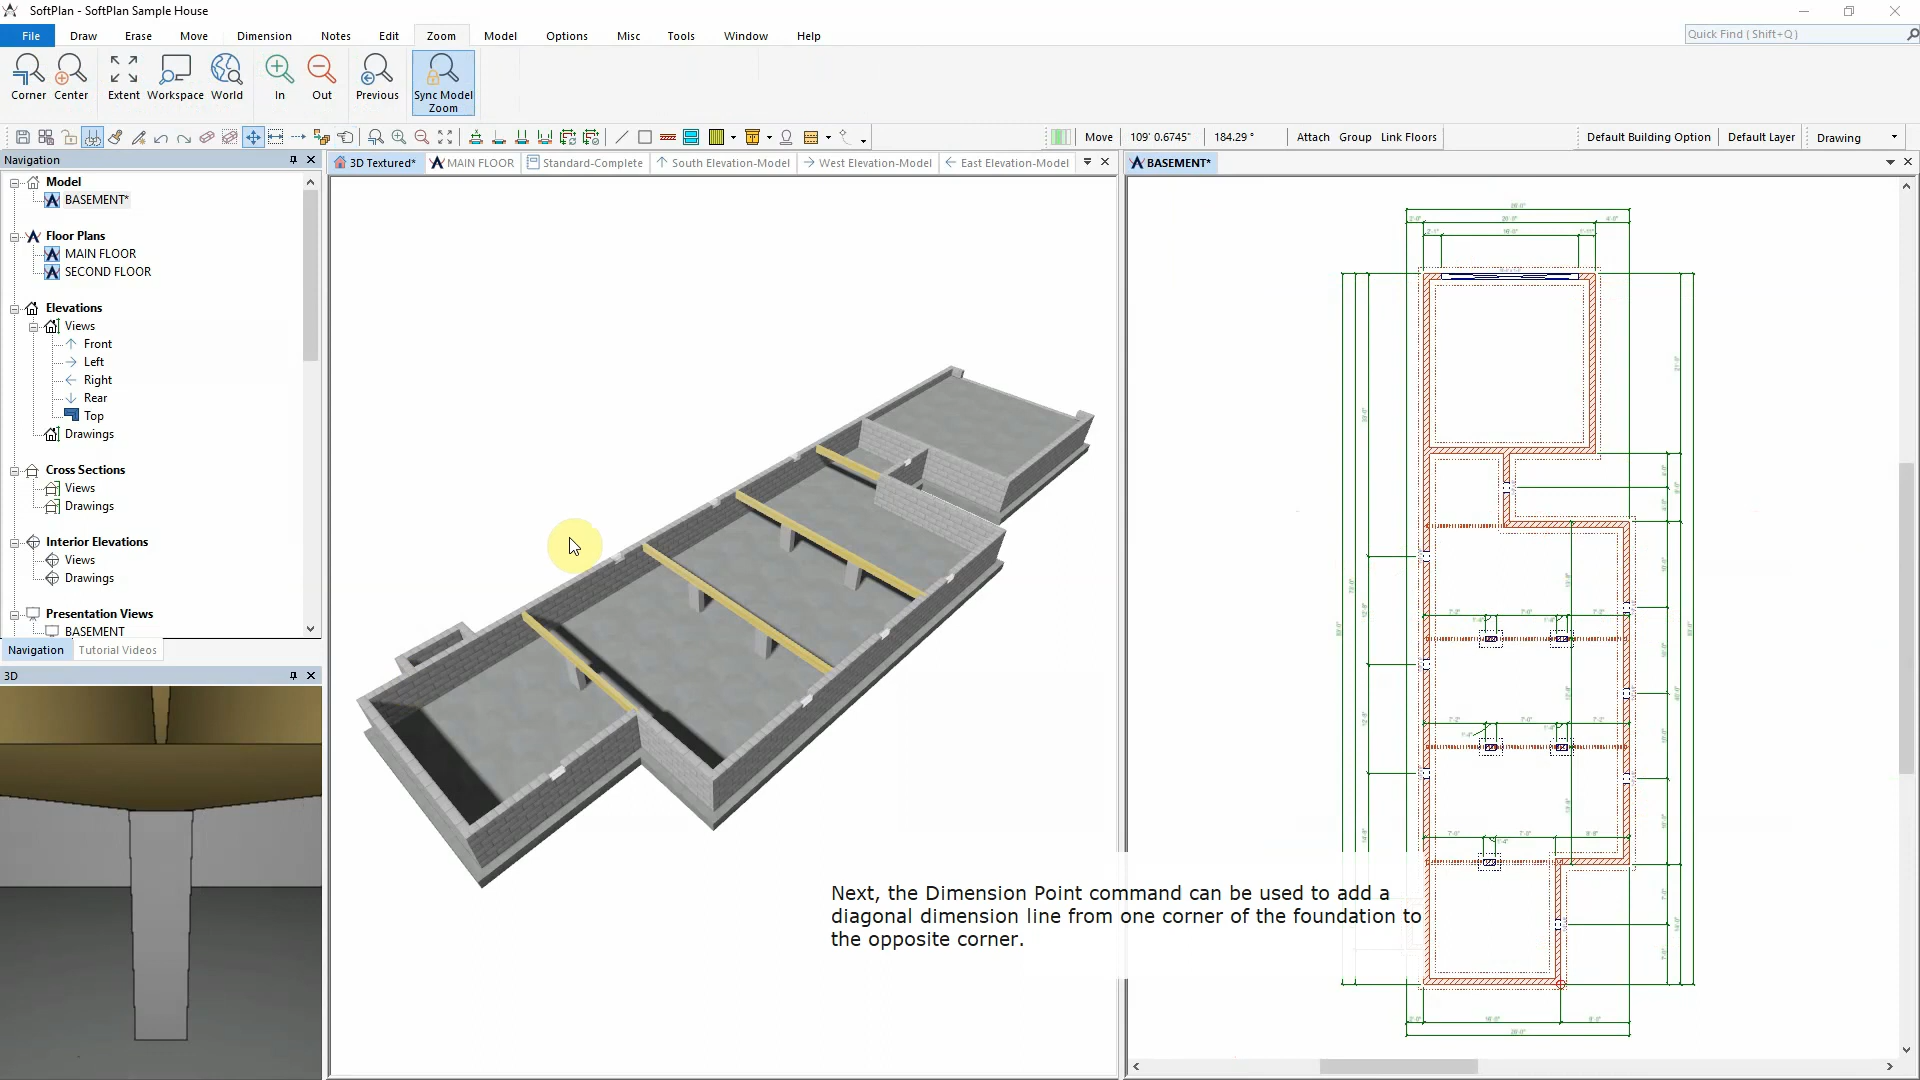 SoftPlan - SoftPlan Sample House
File Draw Erase Move Dimension Notes Edit Zoom Model Options Misc Tools Window Help
Quick Find ( Shift+Q )
Corner Center Extent Workspace World In Out Previous Sync Model Zoom
Move 109' 0.6745" 184.29 ° Attach Group Link Floors Default Building Option Default Layer Drawing
Navigation
3D Textured* MAIN FLOOR Standard-Complete South Elevation-Model West Elevation-Model East Elevation-Model
BASEMENT*
Model
BASEMENT*
Floor Plans
MAIN FLOOR
SECOND FLOOR
Elevations
Views
Front
Left
Right
Rear
Top
Drawings
Cross Sections
Views
Drawings
Interior Elevations
Views
Drawings
Presentation Views
BASEMENT
Navigation Tutorial Videos
3D
Next, the Dimension Point command can be used to add a
diagonal dimension line from one corner of the foundation to
the opposite corner.